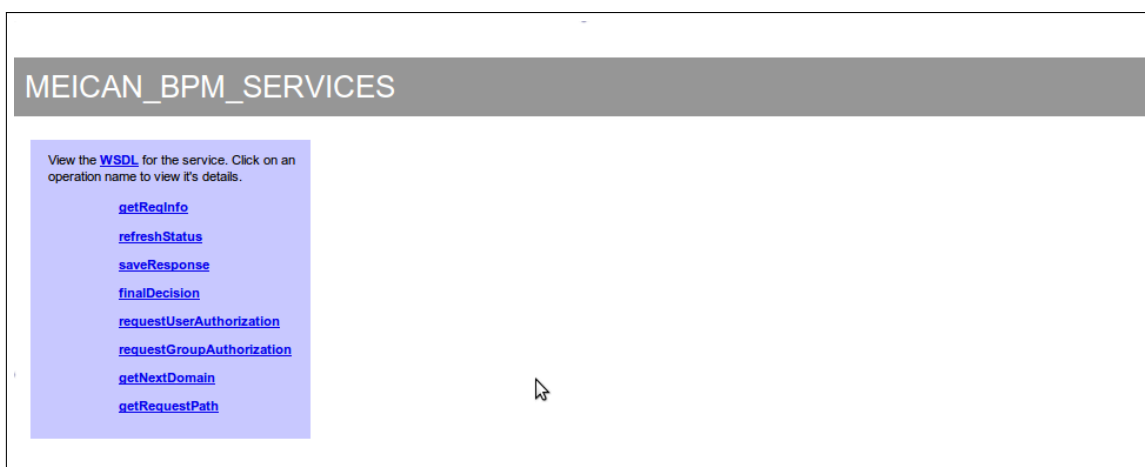 MEICAN_BPM_SERVICES
View the WSDL for the service. Click on an
operation name to view it's details.
getReqInfo
refreshStatus
saveResponse
finalDecision
requestUserAuthorization
requestGroupAuthorization
getNextDomain
getRequestPath